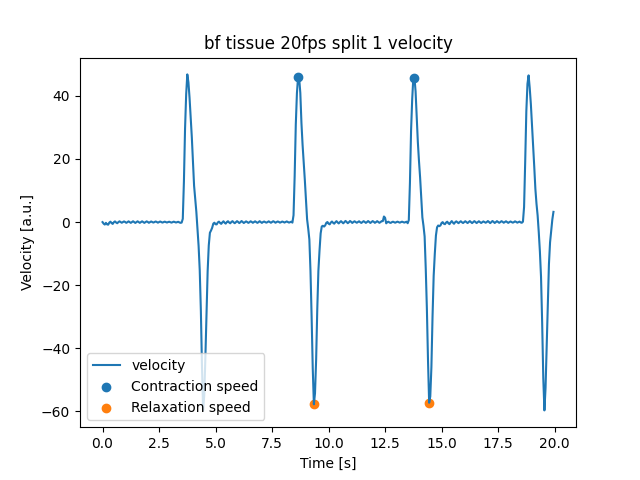 bf tissue 20fps split 1 velocity
Velocity [a.u.]
40
20
0
−20
−40
−60
velocity
Contraction speed
Relaxation speed
0.0 2.5 5.0 7.5 10.0 12.5 15.0 17.5 20.0
Time [s]